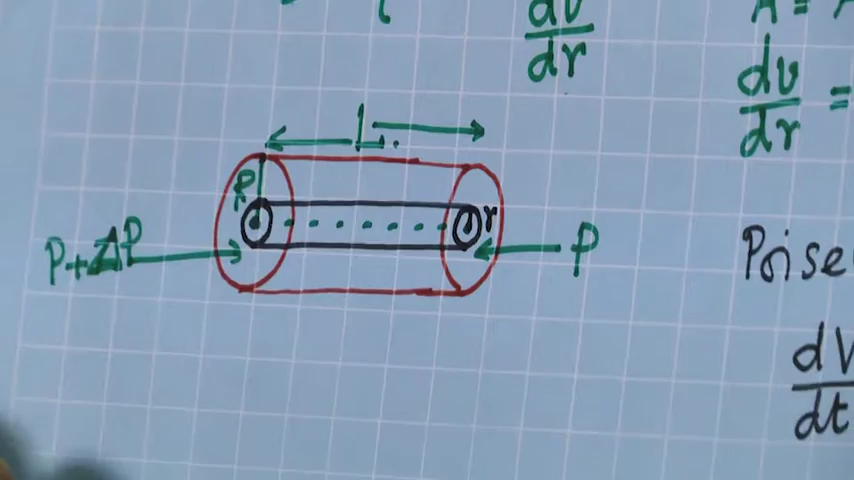 dv
dr
A =
dv
dr =
L
R
r
P+ΔP
P
Poise
dV
dt